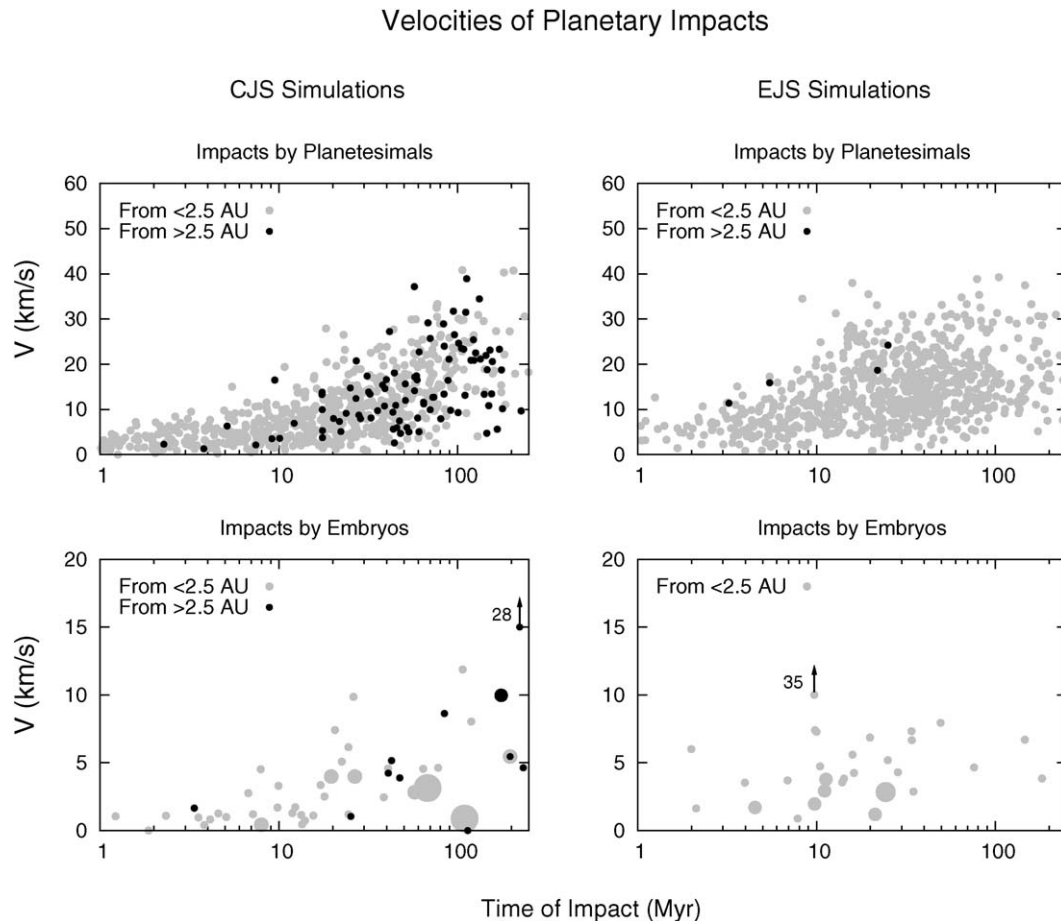 Velocities of Planetary Impacts
CJS Simulations
EJS Simulations
Impacts by Planetesimals
Impacts by Planetesimals
60
50
40
30
20
10
0
From <2.5 AU
From >2.5 AU
V (km/s)
1
10
100
60
50
40
30
20
10
0
From <2.5 AU
From >2.5 AU
1
10
100
Impacts by Embryos
Impacts by Embryos
20
15
10
5
0
From <2.5 AU
From >2.5 AU
28
V (km/s)
1
10
100
20
15
10
5
0
From <2.5 AU
35
1
10
100
Time of Impact (Myr)